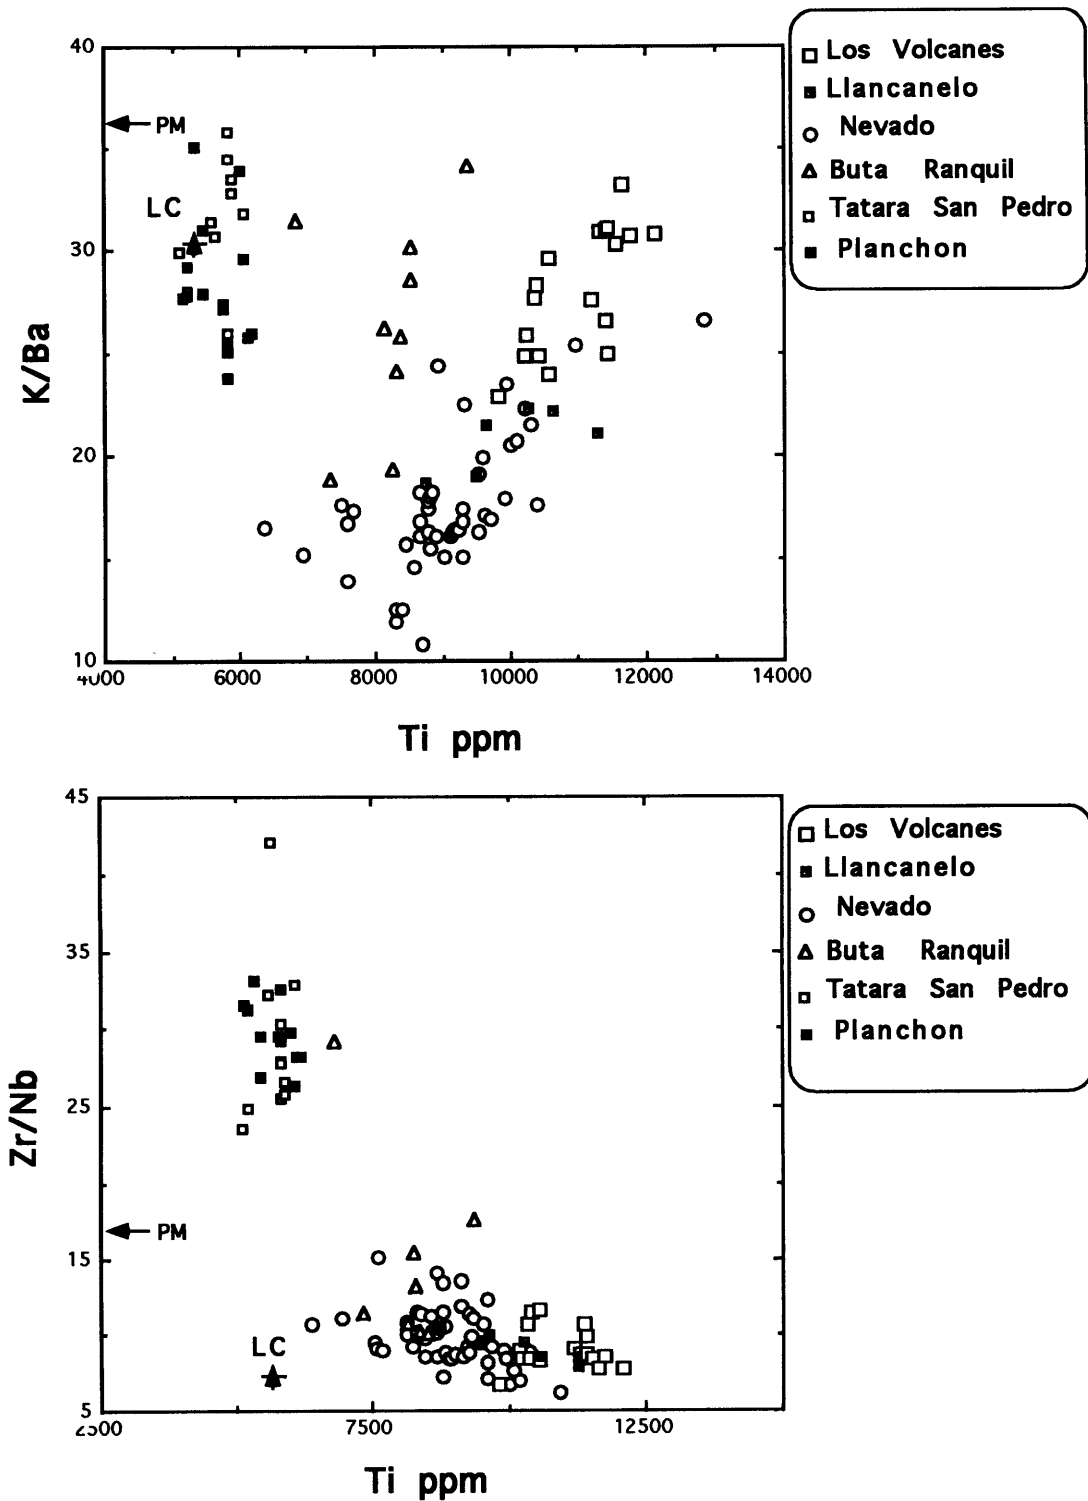 40
PM
LC
30
K/Ba
20
10
4000 6000 8000 10000 12000 14000
Ti ppm
Los Volcanes
Llancanelo
Nevado
Buta Ranquil
Tatara San Pedro
Planchon
45
35
25
Zr/Nb
PM
15
LC
5
2500 7500 12500
Ti ppm
Los Volcanes
Llancanelo
Nevado
Buta Ranquil
Tatara San Pedro
Planchon